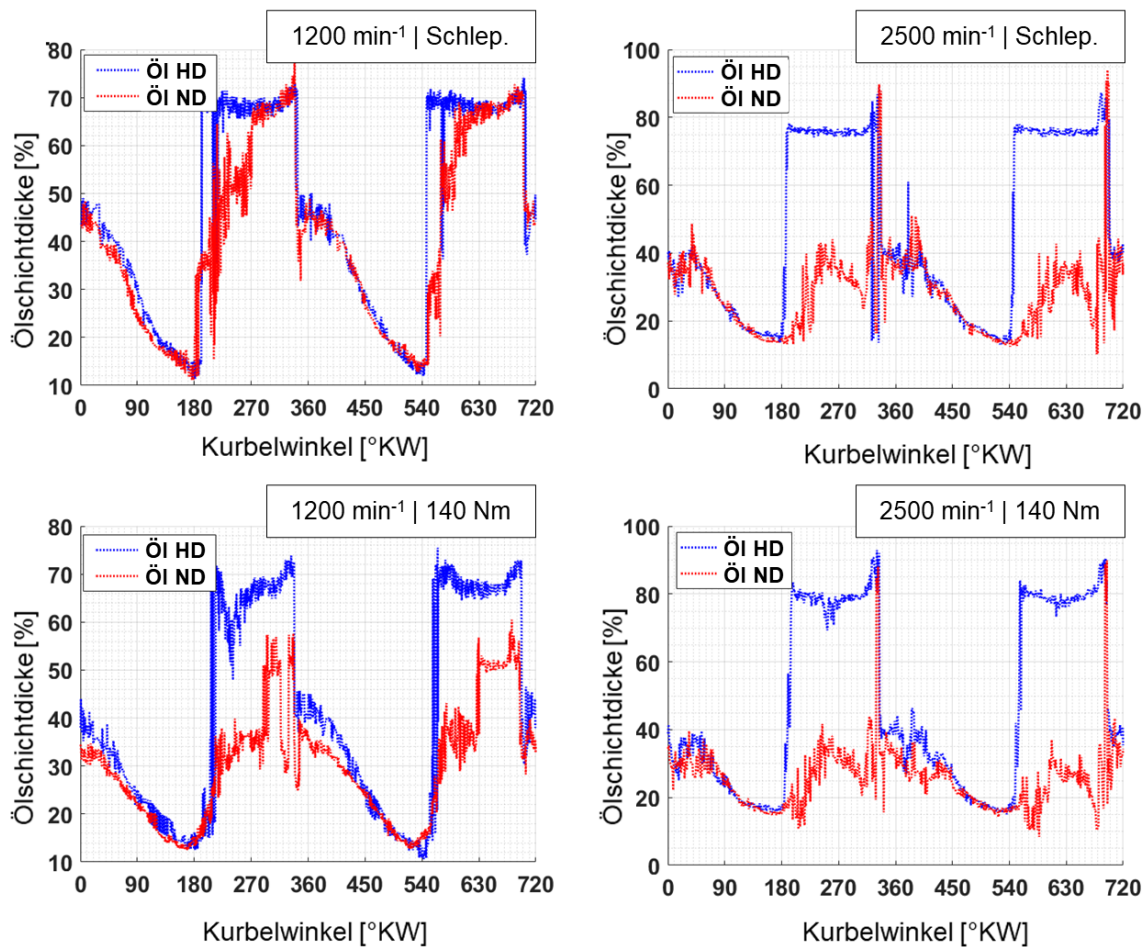 1200 min-1 | Schlep.
Öl HD
Öl ND
Ölschichtdicke [%]
80
70
60
50
40
30
20
10
0 90 180 270 360 450 540 630 720
Kurbelwinkel [°KW]
2500 min-1 | Schlep.
Öl HD
Öl ND
Ölschichtdicke [%]
100
80
60
40
20
0
0 90 180 270 360 450 540 630 720
Kurbelwinkel [°KW]
1200 min-1 | 140 Nm
Öl HD
Öl ND
Ölschichtdicke [%]
80
70
60
50
40
30
20
10
0 90 180 270 360 450 540 630 720
Kurbelwinkel [°KW]
2500 min-1 | 140 Nm
Öl HD
Öl ND
Ölschichtdicke [%]
100
80
60
40
20
0
0 90 180 270 360 450 540 630 720
Kurbelwinkel [°KW]